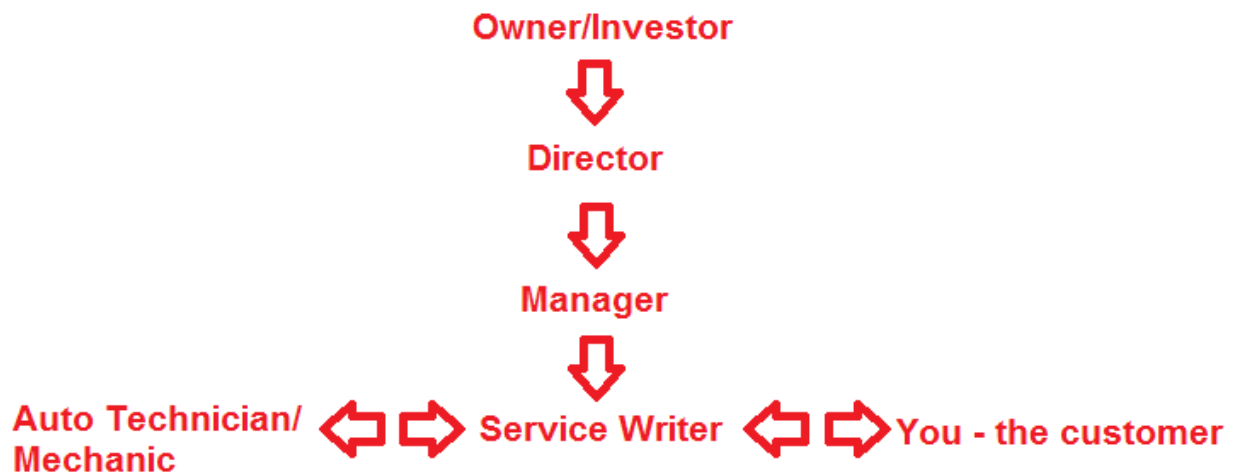 Owner/Investor
Director
Manager
Auto Technician/
Mechanic
Service Writer
You - the customer